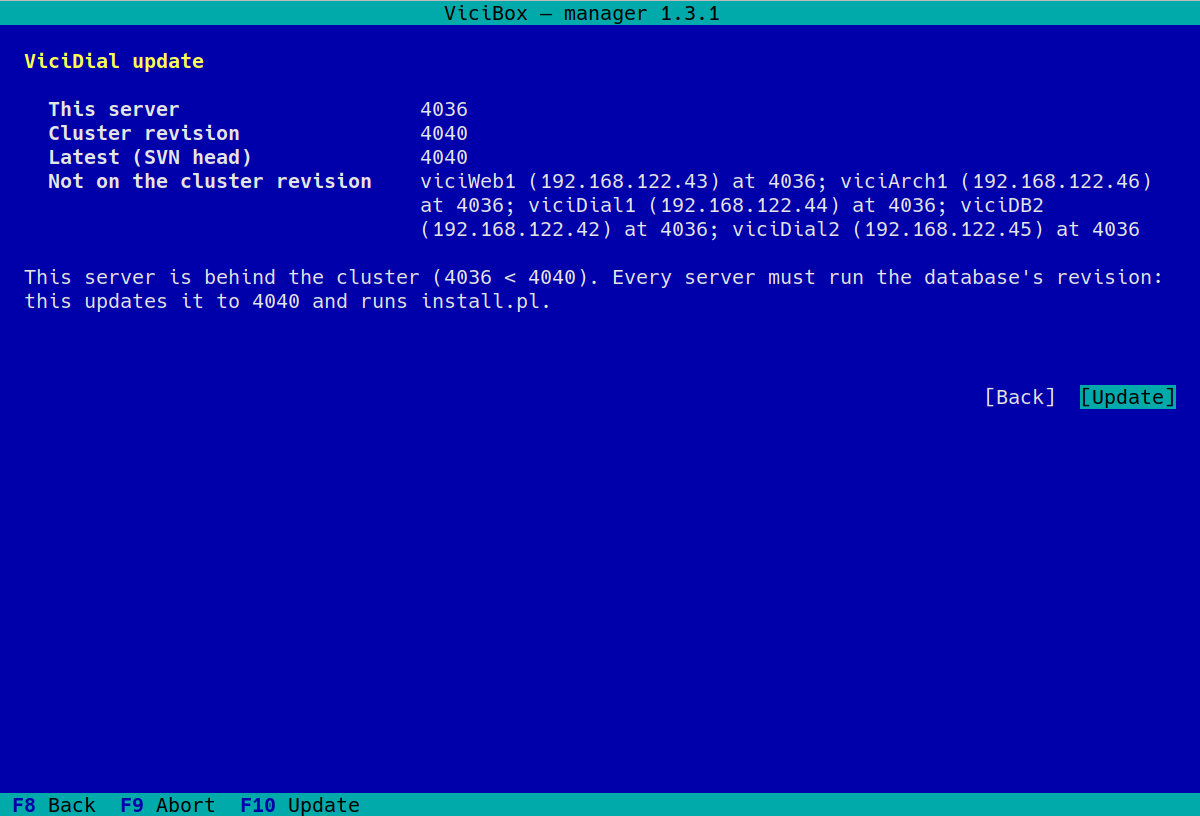 ViciBox — manager 1.3.1
ViciDial update
This server 4036
Cluster revision 4040
Latest (SVN head) 4040
Not on the cluster revision viciWeb1 (192.168.122.43) at 4036; viciArch1 (192.168.122.46)
at 4036; viciDial1 (192.168.122.44) at 4036; viciDB2
(192.168.122.42) at 4036; viciDial2 (192.168.122.45) at 4036
This server is behind the cluster (4036 < 4040). Every server must run the database's revision:
this updates it to 4040 and runs install.pl.
[Back] [Update]
F8 Back F9 Abort F10 Update